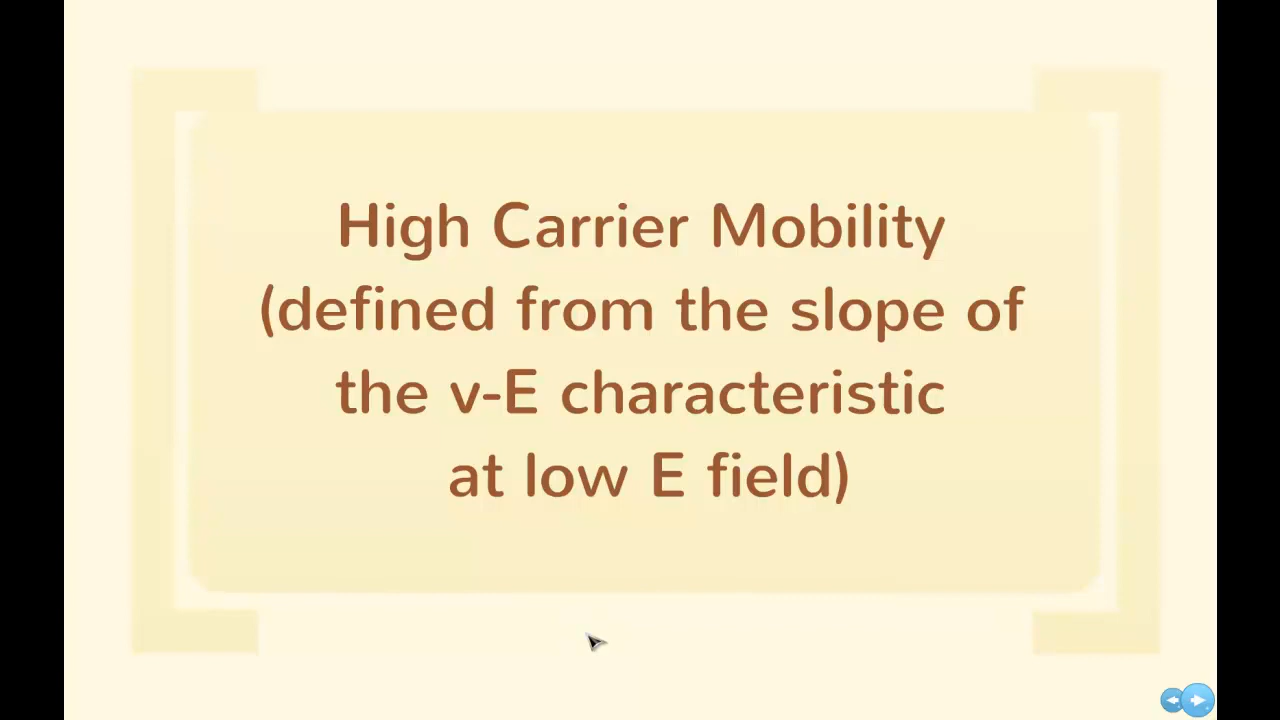 High Carrier Mobility
(defined from the slope of
the v-E characteristic
at low E field)